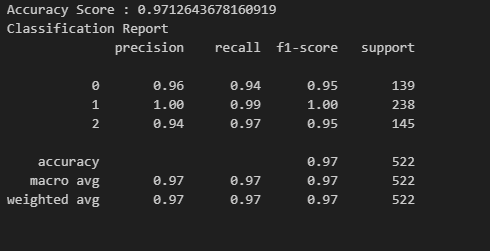 Accuracy Score : 0.9712643678160919
Classification Report
precision recall f1-score support
0 0.96 0.94 0.95 139
1 1.00 0.99 1.00 238
2 0.94 0.97 0.95 145
accuracy 0.97 522
macro avg 0.97 0.97 0.97 522
weighted avg 0.97 0.97 0.97 522